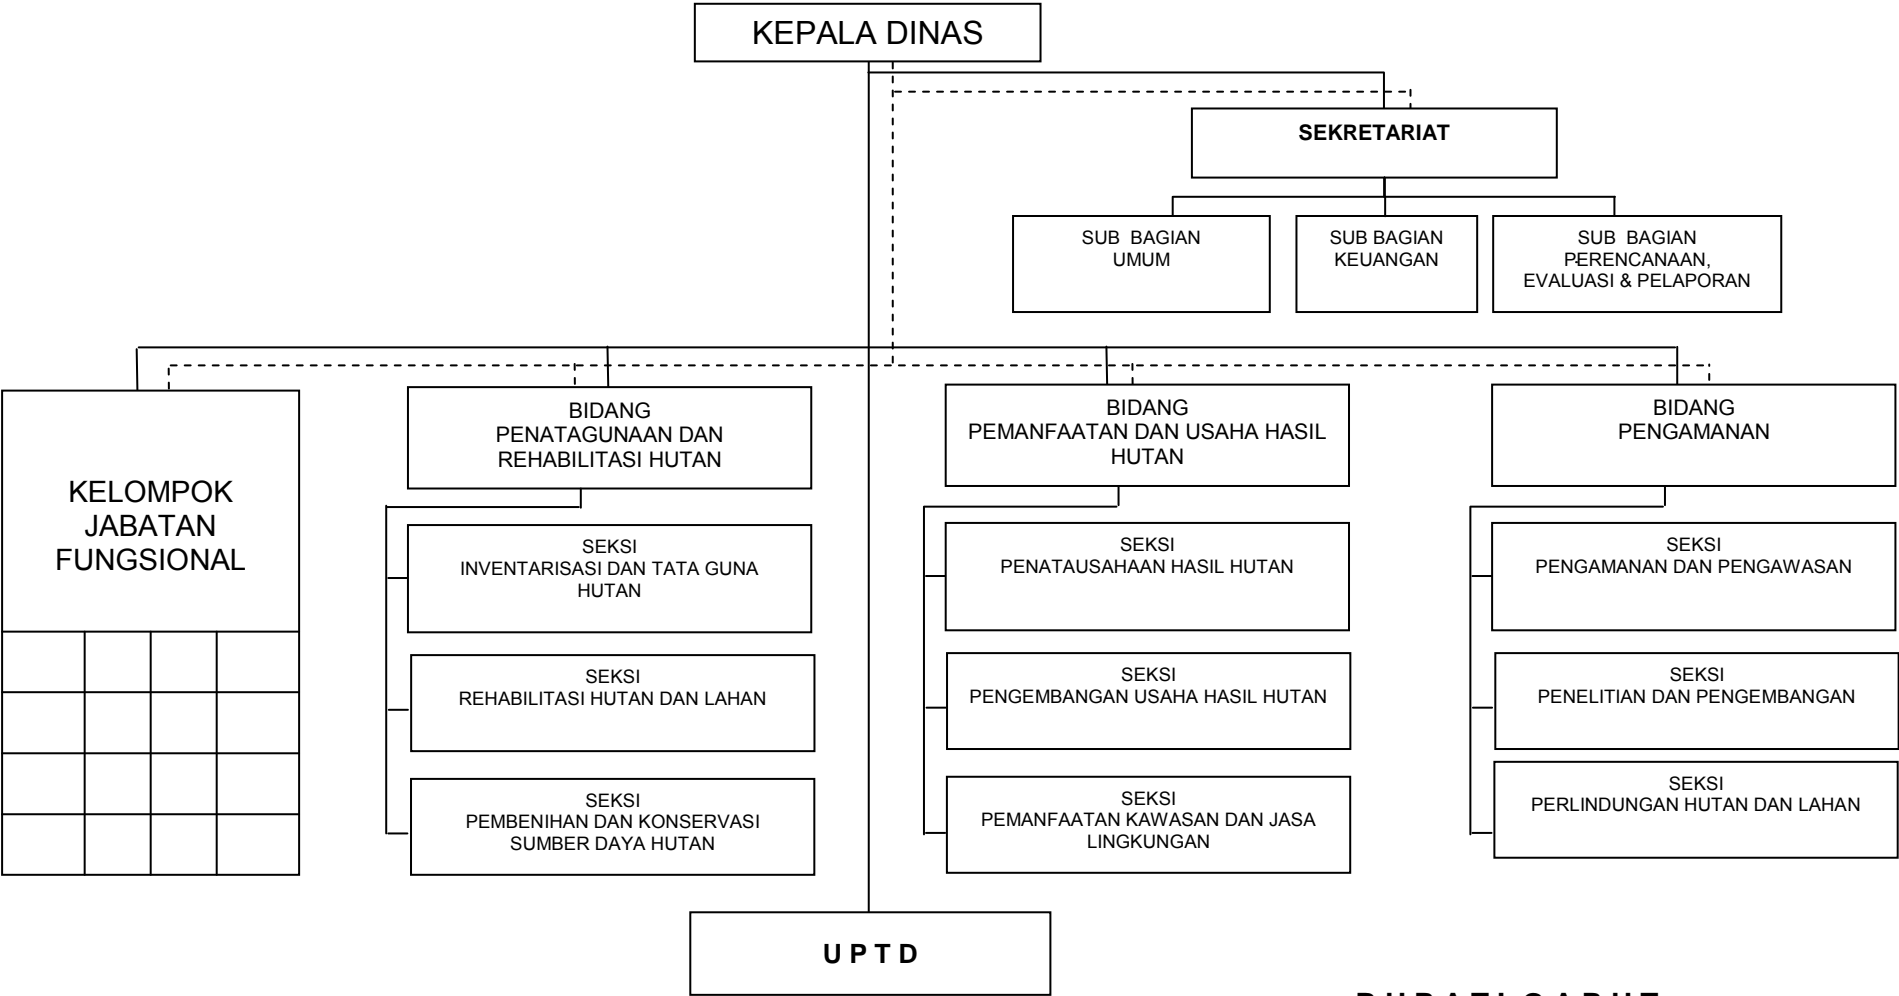 KEPALA DINAS
SEKRETARIAT
SUB BAGIAN
UMUM
SUB BAGIAN
KEUANGAN
SUB BAGIAN
PERENCANAAN,
EVALUASI & PELAPORAN
KELOMPOK
JABATAN
FUNGSIONAL
BIDANG
PENATAGUNAAN DAN
REHABILITASI HUTAN
SEKSI
INVENTARISASI DAN TATA GUNA
HUTAN
SEKSI
REHABILITASI HUTAN DAN LAHAN
SEKSI
PEMBENIHAN DAN KONSERVASI
SUMBER DAYA HUTAN
BIDANG
PEMANFAATAN DAN USAHA HASIL
HUTAN
SEKSI
PENATAUSAHAAN HASIL HUTAN
SEKSI
PENGEMBANGAN USAHA HASIL HUTAN
SEKSI
PEMANFAATAN KAWASAN DAN JASA
LINGKUNGAN
BIDANG
PENGAMANAN
SEKSI
PENGAMANAN DAN PENGAWASAN
SEKSI
PENELITIAN DAN PENGEMBANGAN
SEKSI
PERLINDUNGAN HUTAN DAN LAHAN
U P T D